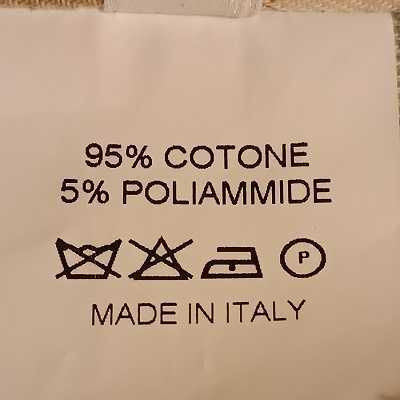 95% COTONE
5% POLIAMMIDE
P
MADE IN ITALY